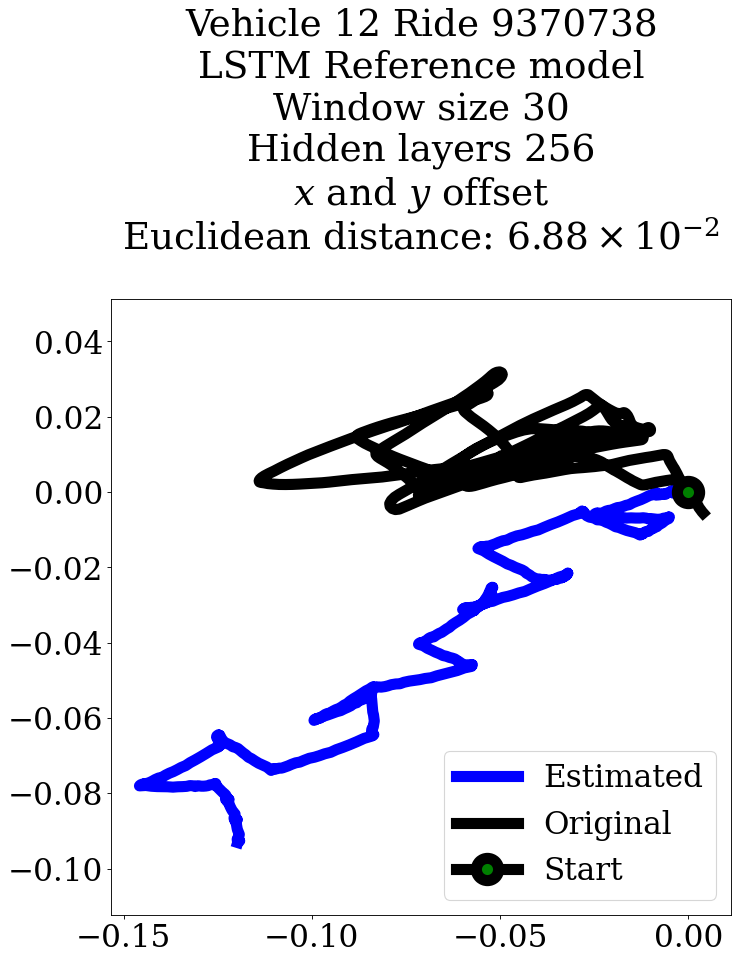 Vehicle 12 Ride 9370738
LSTM Reference model
Window size 30
Hidden layers 256
x and y offset
Euclidean distance: 6.88 × 10⁻²
0.04
0.02
0.00
−0.02
−0.04
−0.06
−0.08
−0.10
Estimated
Original
Start
−0.15
−0.10
−0.05
0.00